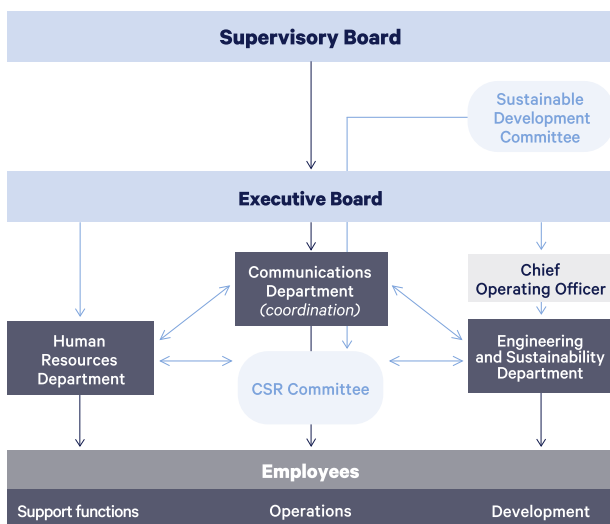 Supervisory Board
Sustainable
Development
Committee
Executive Board
Communications
Department
(coordination)
Chief
Operating Officer
Human
Resources
Department
Engineering
and Sustainability
Department
CSR Committee
Employees
Support functions
Operations
Development